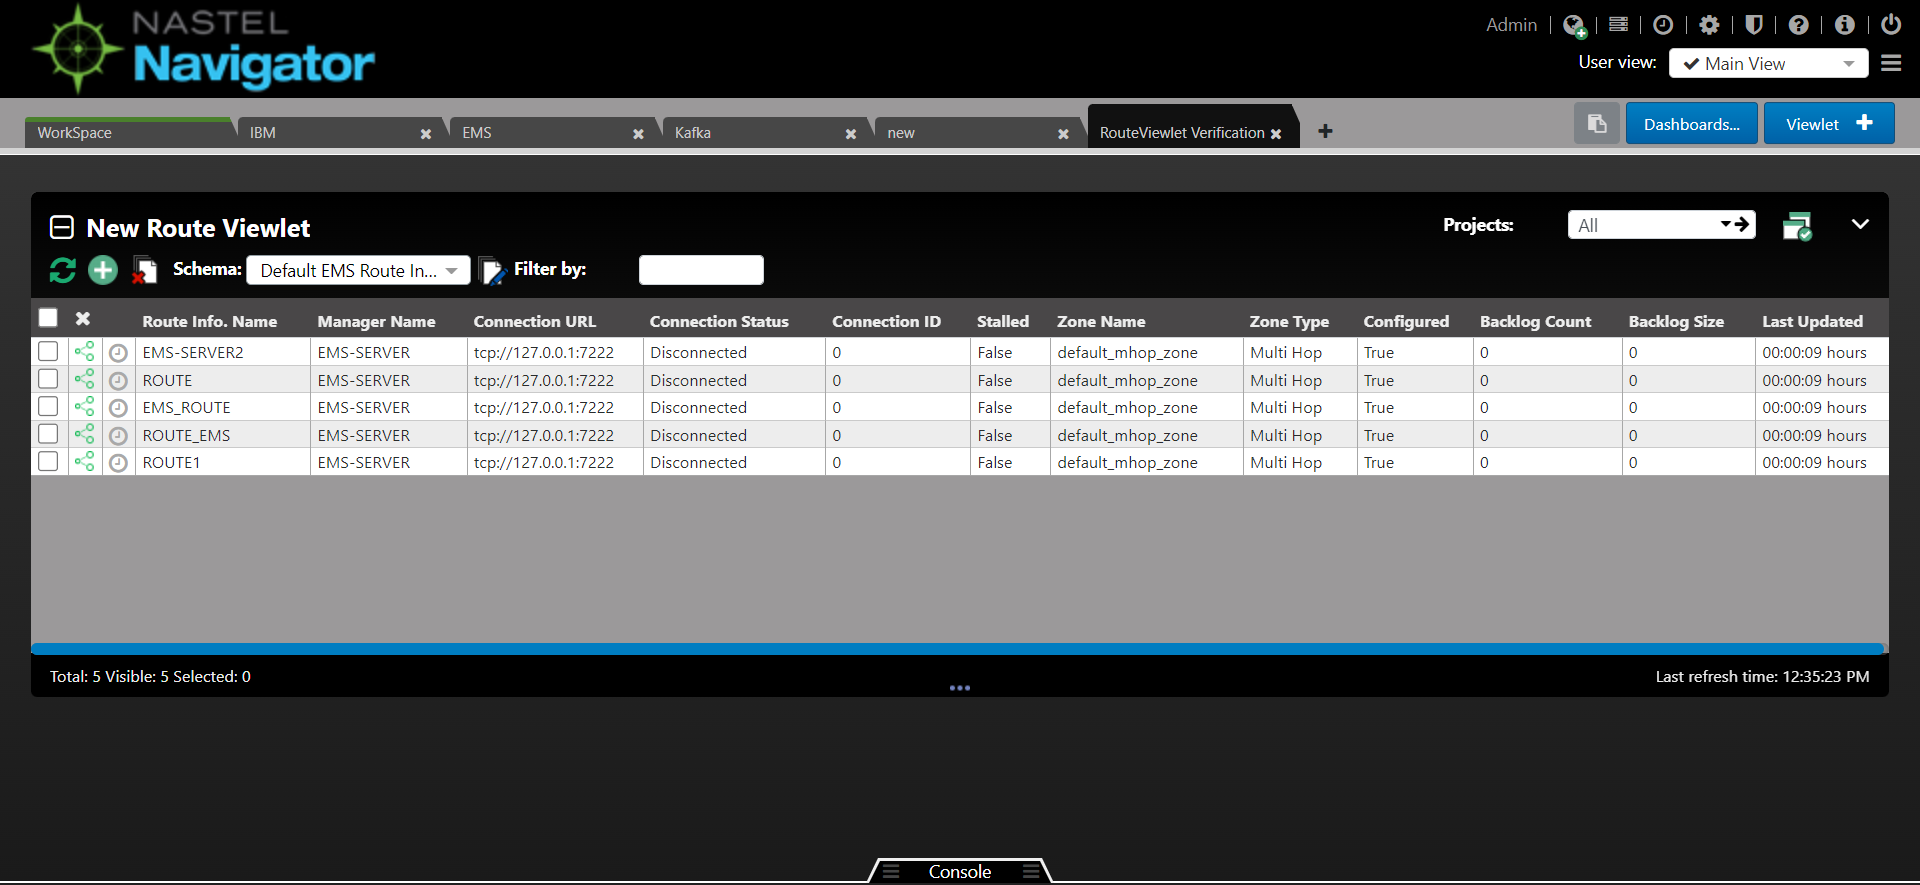 NASTEL
Navigator
Admin
User view: Main View
WorkSpace IBM EMS Kafka new RouteViewlet Verification Dashboards... Viewlet
New Route Viewlet Projects: All
Schema: Default EMS Route In... Filter by:
Route Info. Name Manager Name Connection URL Connection Status Connection ID Stalled Zone Name Zone Type Configured Backlog Count Backlog Size Last Updated
EMS-SERVER2 EMS-SERVER tcp://127.0.0.1:7222 Disconnected 0 False default_mhop_zone Multi Hop True 0 0 00:00:09 hours
ROUTE EMS-SERVER tcp://127.0.0.1:7222 Disconnected 0 False default_mhop_zone Multi Hop True 0 0 00:00:09 hours
EMS_ROUTE EMS-SERVER tcp://127.0.0.1:7222 Disconnected 0 False default_mhop_zone Multi Hop True 0 0 00:00:09 hours
ROUTE_EMS EMS-SERVER tcp://127.0.0.1:7222 Disconnected 0 False default_mhop_zone Multi Hop True 0 0 00:00:09 hours
ROUTE1 EMS-SERVER tcp://127.0.0.1:7222 Disconnected 0 False default_mhop_zone Multi Hop True 0 0 00:00:09 hours
Total: 5 Visible: 5 Selected: 0 Last refresh time: 12:35:23 PM
Console